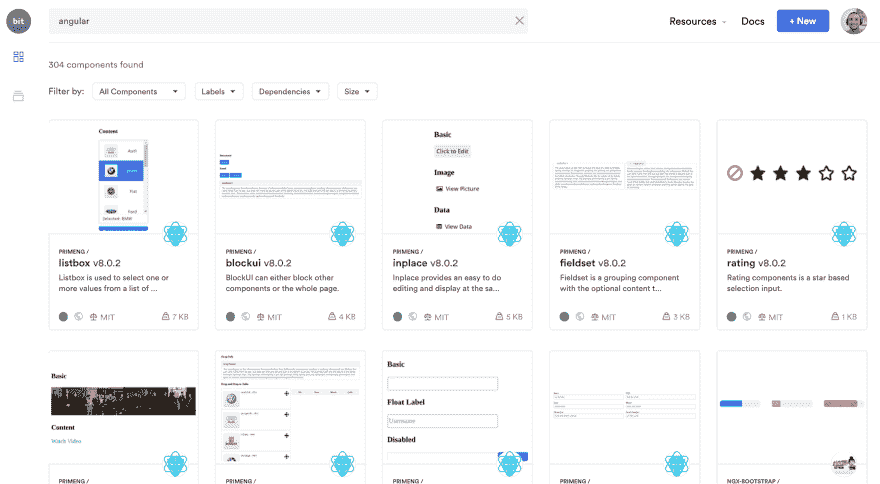 bit
angular
Resources
Docs
+ New
304 components found
Filter by:
All Components
Labels
Dependencies
Size
Content
Audi
BMW
Fiat
Ford
Selected: BMW
Basic
Click to Edit
Image
View Picture
Data
View Data
PRIMENG /
listbox v8.0.2
Listbox is used to select one or
more values from a list of ...
MIT
7 KB
PRIMENG /
blockui v8.0.2
BlockUI can either block other
components or the whole page.
MIT
4 KB
PRIMENG /
inplace v8.0.2
Inplace provides an easy to do
editing and display at the sa...
MIT
5 KB
PRIMENG /
fieldset v8.0.2
Fieldset is a grouping component
with the optional content t...
MIT
3 KB
PRIMENG /
rating v8.0.2
Rating components is a star based
selection input.
MIT
1 KB
Basic
Content
Watch Video
Basic
Float Label
Username
Disabled
PRIMENG /
PRIMENG /
PRIMENG /
PRIMENG /
NGX-BOOTSTRAP /